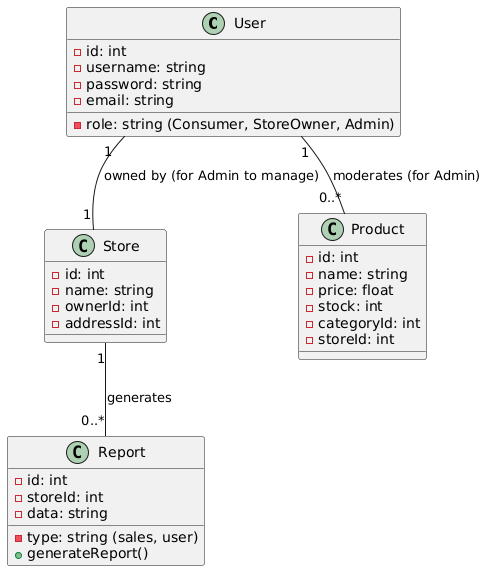 C User
id: int
username: string
password: string
email: string
role: string (Consumer, StoreOwner, Admin)
1
1
owned by (for Admin to manage)
moderates (for Admin)
1
0..*
C Store
id: int
name: string
ownerId: int
addressId: int
C Product
id: int
name: string
price: float
stock: int
categoryId: int
storeId: int
1
generates
0..*
C Report
id: int
storeId: int
data: string
type: string (sales, user)
generateReport()